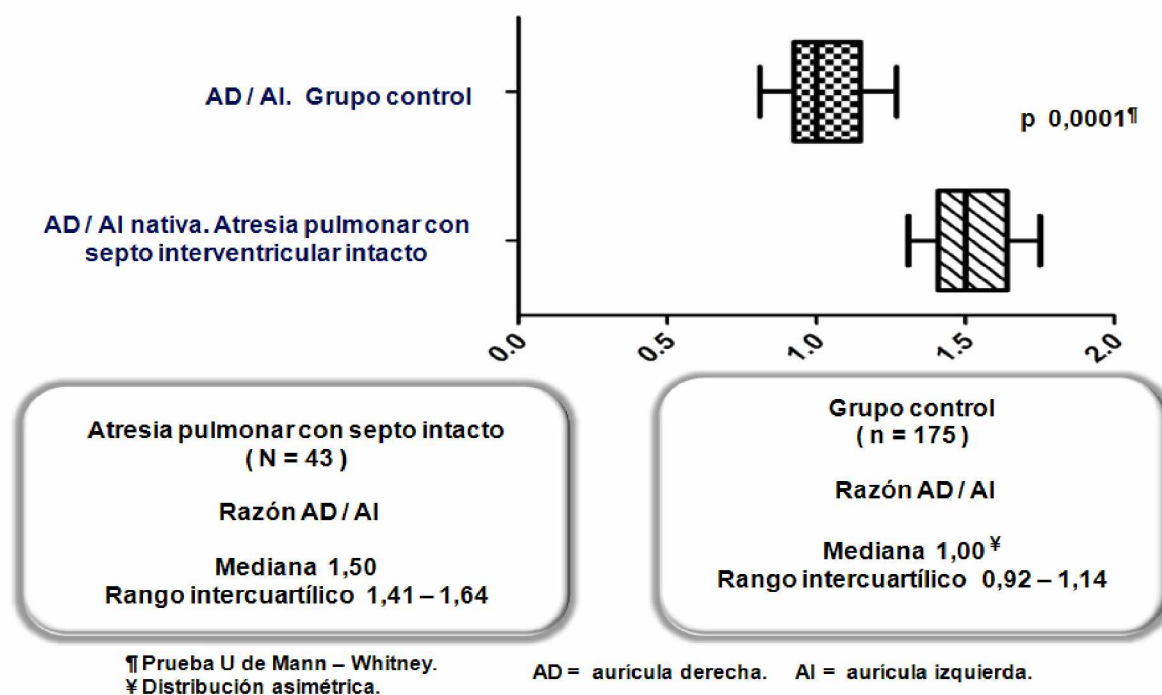 AD / AI. Grupo control
p 0,0001¶
AD / AI nativa. Atresia pulmonar con
septo interventricular intacto
0.0 0.5 1.0 1.5 2.0
Atresia pulmonar con septo intacto
( N = 43 )
Razón AD / AI
Mediana 1,50
Rango intercuartílico 1,41 – 1,64
Grupo control
( n = 175 )
Razón AD / AI
Mediana 1,00 ¥
Rango intercuartílico 0,92 – 1,14
¶ Prueba U de Mann – Whitney.
¥ Distribución asimétrica.
AD = aurícula derecha. AI = aurícula izquierda.